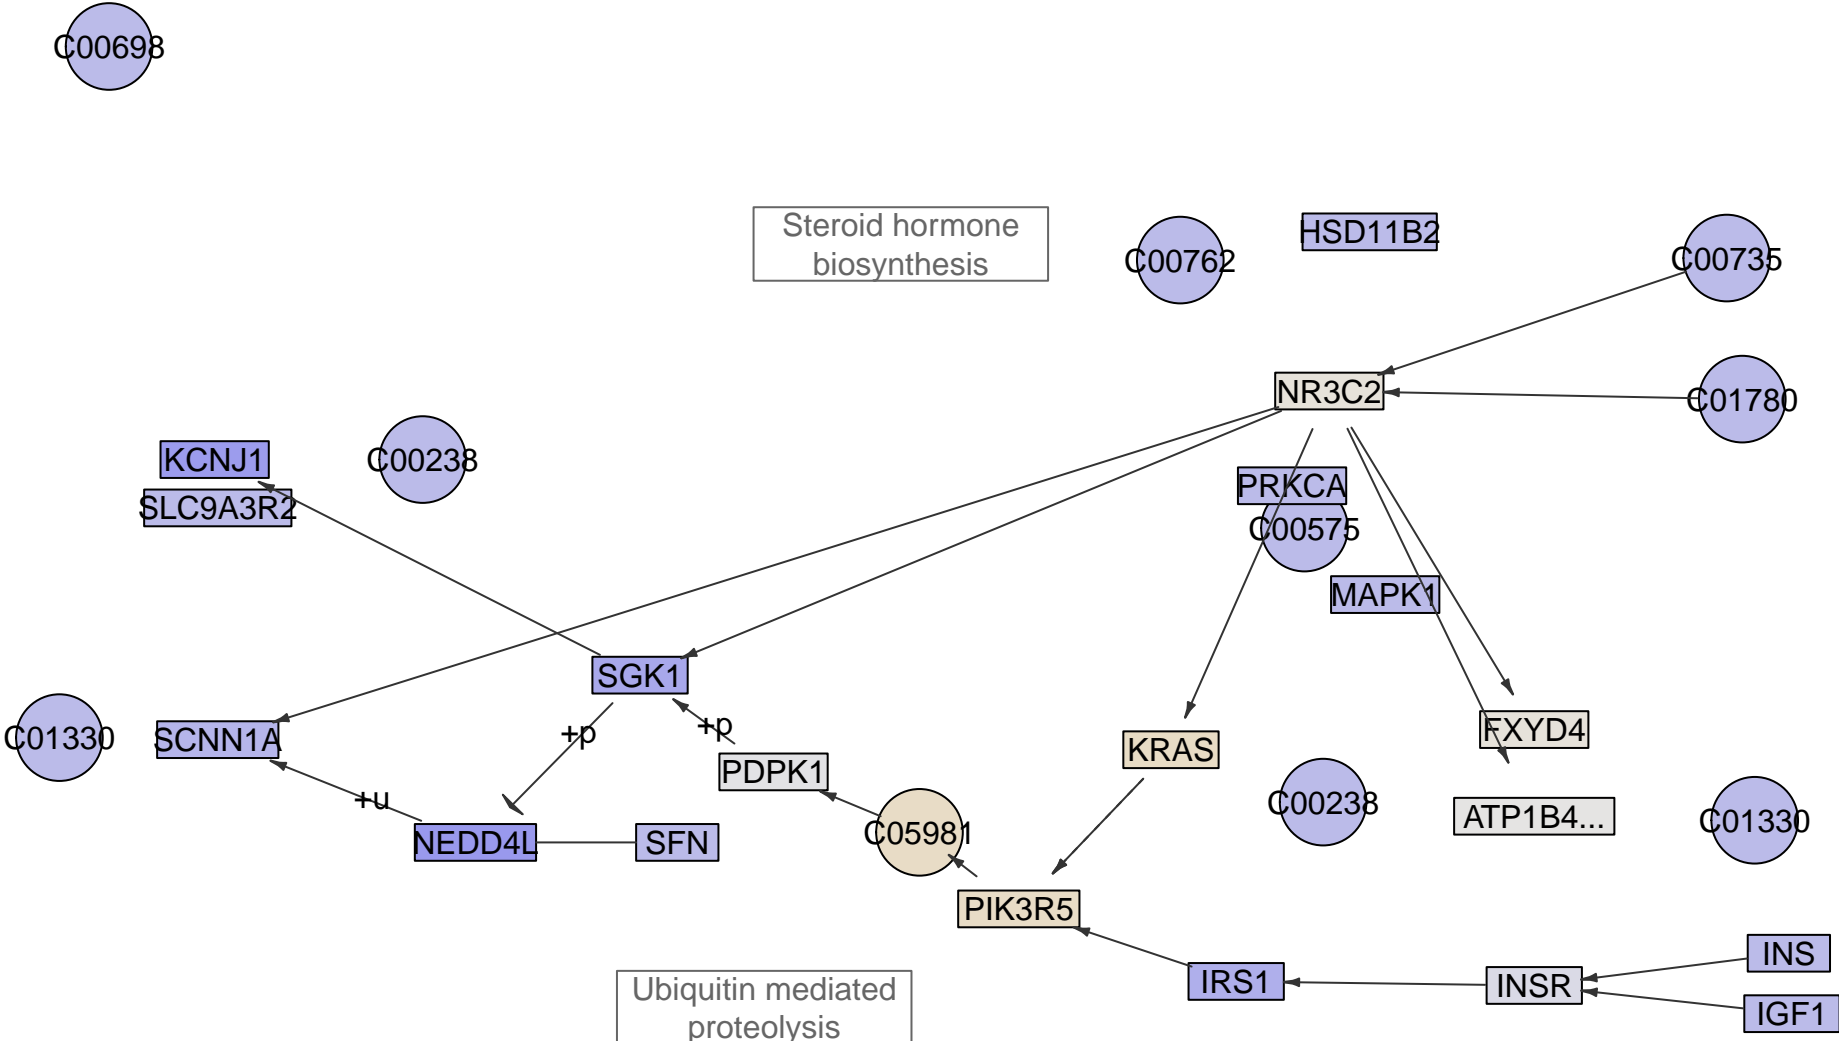 C00698
Steroid hormone
biosynthesis
C00762
HSD11B2
C00735
NR3C2
C01780
KCNJ1
C00238
SLC9A3R2
PRKCA
C00575
MAPK1
SGK1
C01330
SCNN1A
+p
+p
KRAS
FXYD4
PDPK1
+u
C00238
ATP1B4...
C01330
NEDD4L
SFN
C05981
PIK3R5
INS
IRS1
INSR
IGF1
Ubiquitin mediated
proteolysis